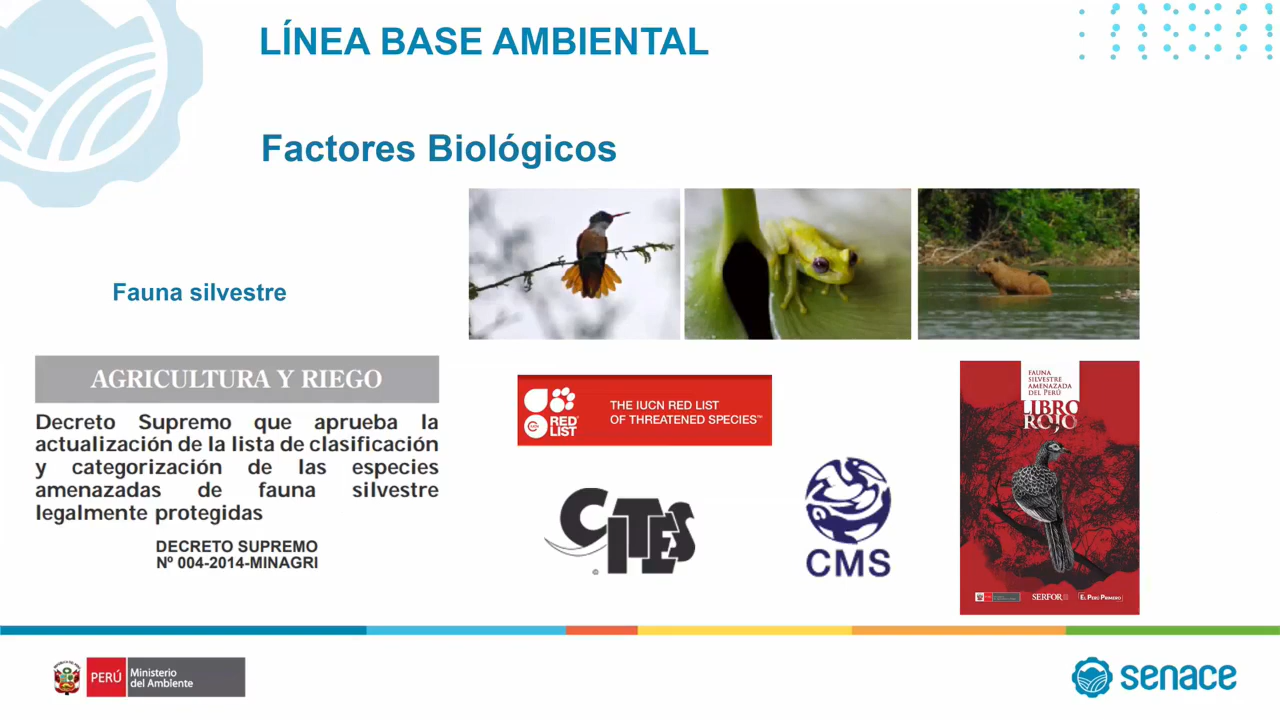 LÍNEA BASE AMBIENTAL
Factores Biológicos
Fauna silvestre
AGRICULTURA Y RIEGO
Decreto Supremo que aprueba la
actualización de la lista de clasificación
y categorización de las especies
amenazadas de fauna silvestre
legalmente protegidas
DECRETO SUPREMO
Nº 004-2014-MINAGRI
RED
LIST
THE IUCN RED LIST
OF THREATENED SPECIES™
CITES
®
CMS
FAUNA
SILVESTRE
AMENAZADA
DEL PERÚ
LIBRO
ROJO
SERFOR
EL PERÚ PRIMERO
PERÚ
Ministerio
del Ambiente
senace